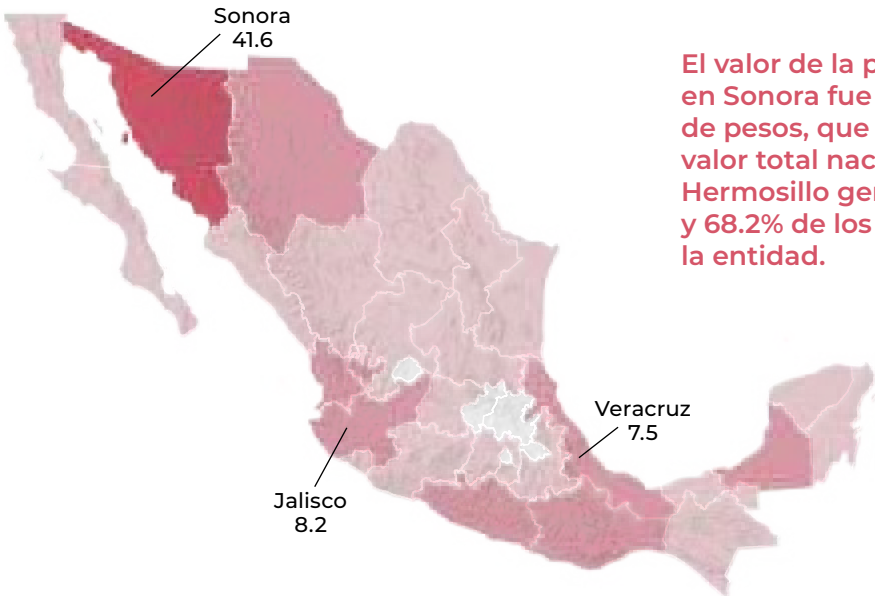 Sonora
41.6
El valor de la p
en Sonora fue
de pesos, que
valor total nac
Hermosillo ger
y 68.2% de los
la entidad.
Veracruz
7.5
Jalisco
8.2